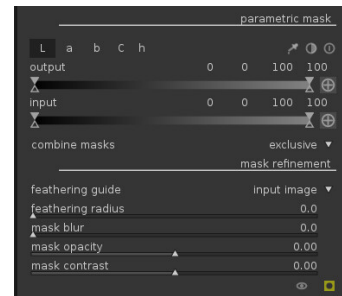 parametric mask
L a b C h
output 0 0 100 100
input 0 0 100 100
combine masks exclusive
mask refinement
feathering guide input image
feathering radius 0.0
mask blur 0.0
mask opacity 0.00
mask contrast 0.00